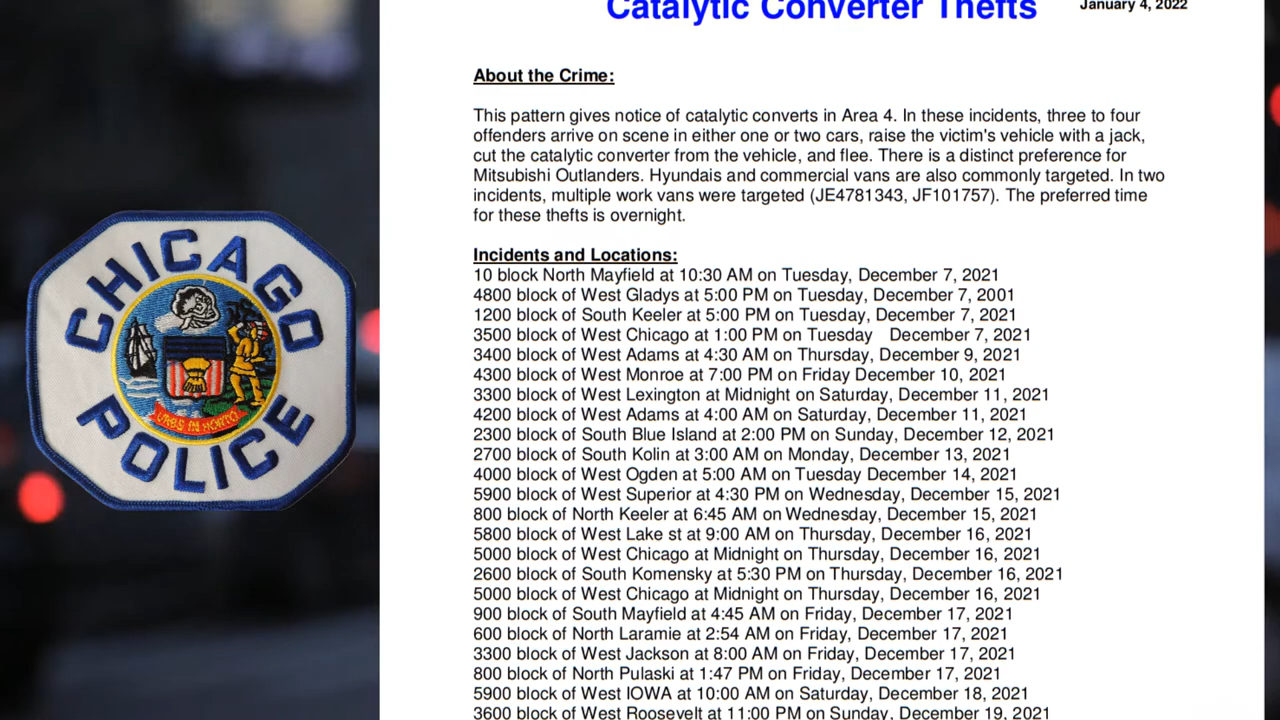 Catalytic Converter Thefts January 4, 2022
About the Crime:
This pattern gives notice of catalytic converts in Area 4. In these incidents, three to four
offenders arrive on scene in either one or two cars, raise the victim's vehicle with a jack,
cut the catalytic converter from the vehicle, and flee. There is a distinct preference for
Mitsubishi Outlanders. Hyundais and commercial vans are also commonly targeted. In two
incidents, multiple work vans were targeted (JE4781343, JF101757). The preferred time
for these thefts is overnight.
Incidents and Locations:
10 block North Mayfield at 10:30 AM on Tuesday, December 7, 2021
4800 block of West Gladys at 5:00 PM on Tuesday, December 7, 2001
1200 block of South Keeler at 5:00 PM on Tuesday, December 7, 2021
3500 block of West Chicago at 1:00 PM on Tuesday December 7, 2021
3400 block of West Adams at 4:30 AM on Thursday, December 9, 2021
4300 block of West Monroe at 7:00 PM on Friday December 10, 2021
3300 block of West Lexington at Midnight on Saturday, December 11, 2021
4200 block of West Adams at 4:00 AM on Saturday, December 11, 2021
2300 block of South Blue Island at 2:00 PM on Sunday, December 12, 2021
2700 block of South Kolin at 3:00 AM on Monday, December 13, 2021
4000 block of West Ogden at 5:00 AM on Tuesday December 14, 2021
5900 block of West Superior at 4:30 PM on Wednesday, December 15, 2021
800 block of North Keeler at 6:45 AM on Wednesday, December 15, 2021
5800 block of West Lake st at 9:00 AM on Thursday, December 16, 2021
5000 block of West Chicago at Midnight on Thursday, December 16, 2021
2600 block of South Komensky at 5:30 PM on Thursday, December 16, 2021
5000 block of West Chicago at Midnight on Thursday, December 16, 2021
900 block of South Mayfield at 4:45 AM on Friday, December 17, 2021
600 block of North Laramie at 2:54 AM on Friday, December 17, 2021
3300 block of West Jackson at 8:00 AM on Friday, December 17, 2021
800 block of North Pulaski at 1:47 PM on Friday, December 17, 2021
5900 block of West IOWA at 10:00 AM on Saturday, December 18, 2021
3600 block of West Roosevelt at 11:00 PM on Sunday, December 19, 2021
CHICAGO
URBS IN HORTO
POLICE